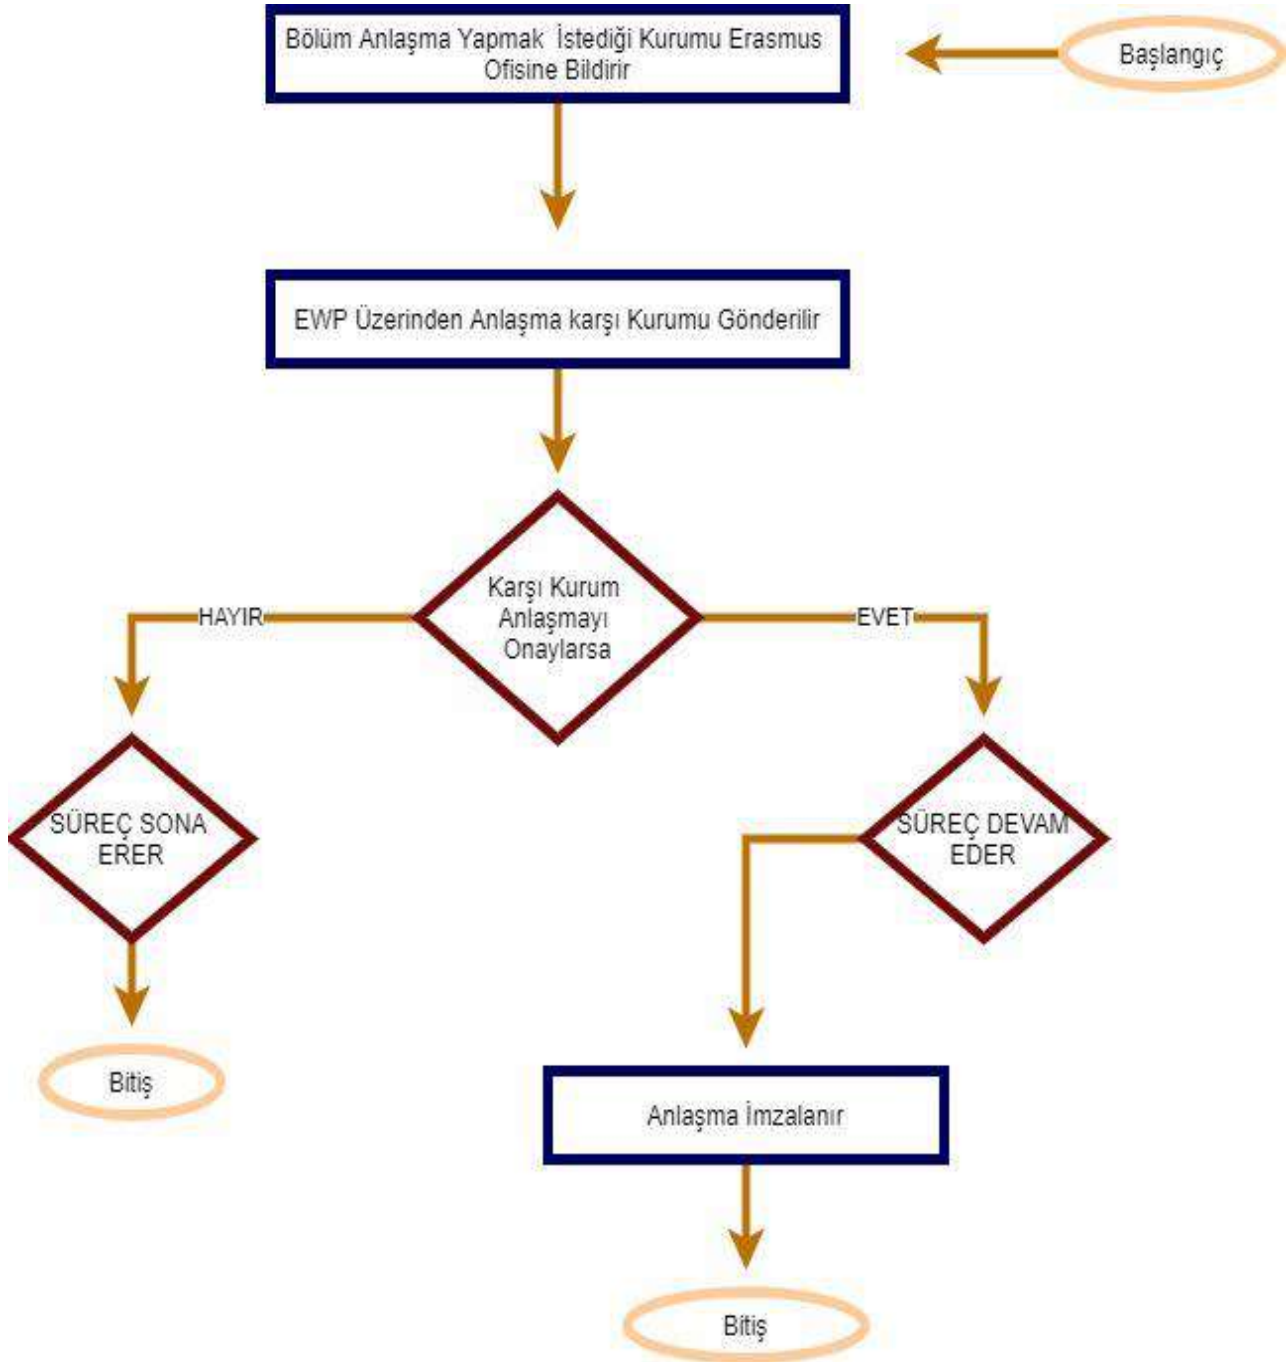 Bölüm Anlaşma Yapmak İstediği Kurumu Erasmus
Ofisine Bildirir
Başlangıç
EWP Üzerinden Anlaşma karşi Kurumu Gönderilir
Karşı Kurum
Anlaşmayı
Onaylarsa
HAYIR
EVET
SÜREÇ SONA
ERER
SÜREÇ DEVAM
EDER
Bitiş
Anlaşma İmzalanır
Bitiş